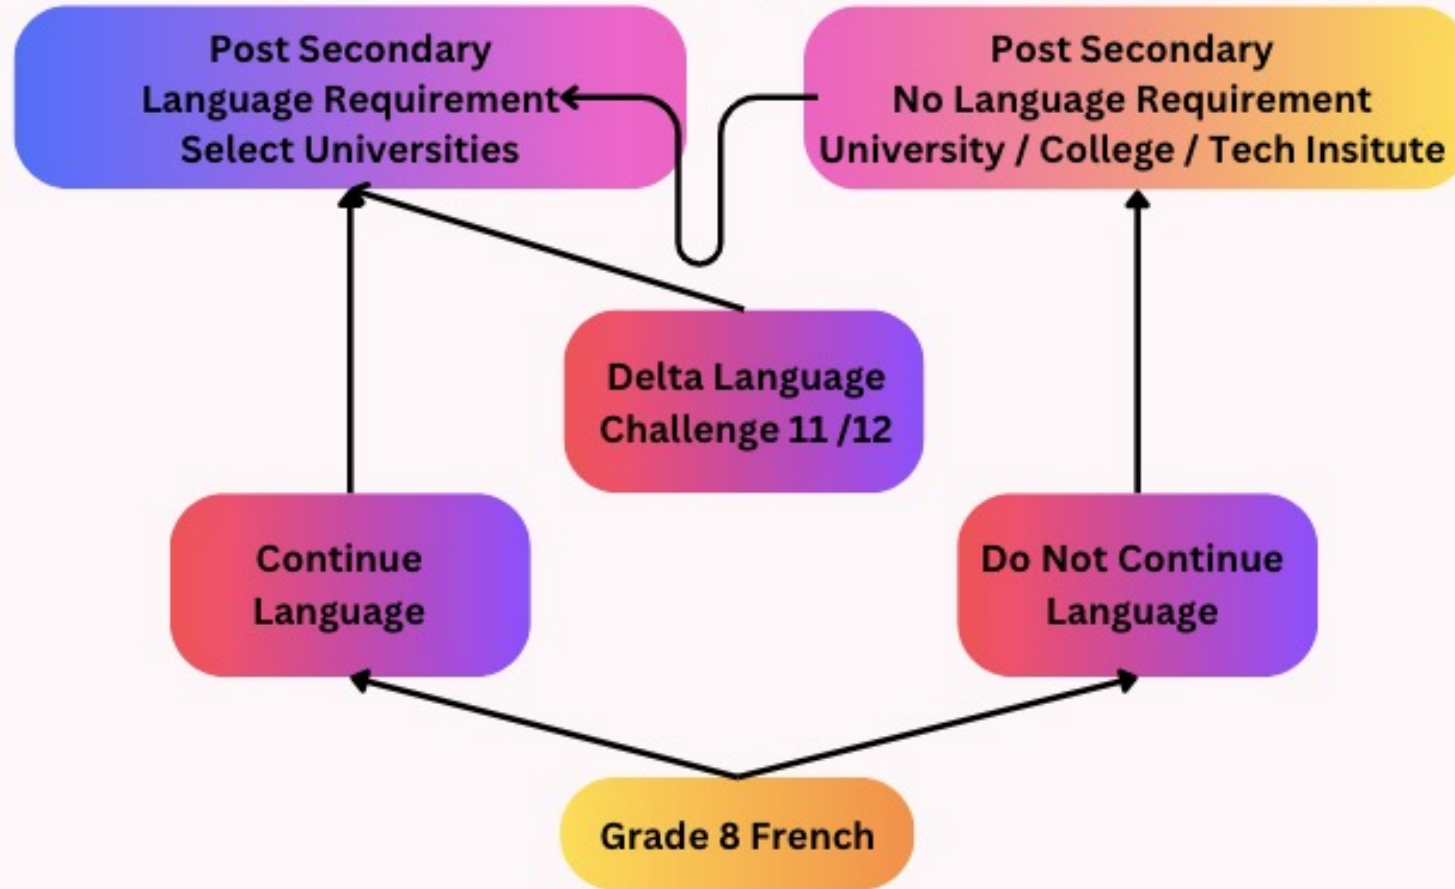 Post Secondary
Language Requirement
Select Universities
Post Secondary
No Language Requirement
University / College / Tech Insitute
Delta Language
Challenge 11 /12
Continue
Language
Do Not Continue
Language
Grade 8 French